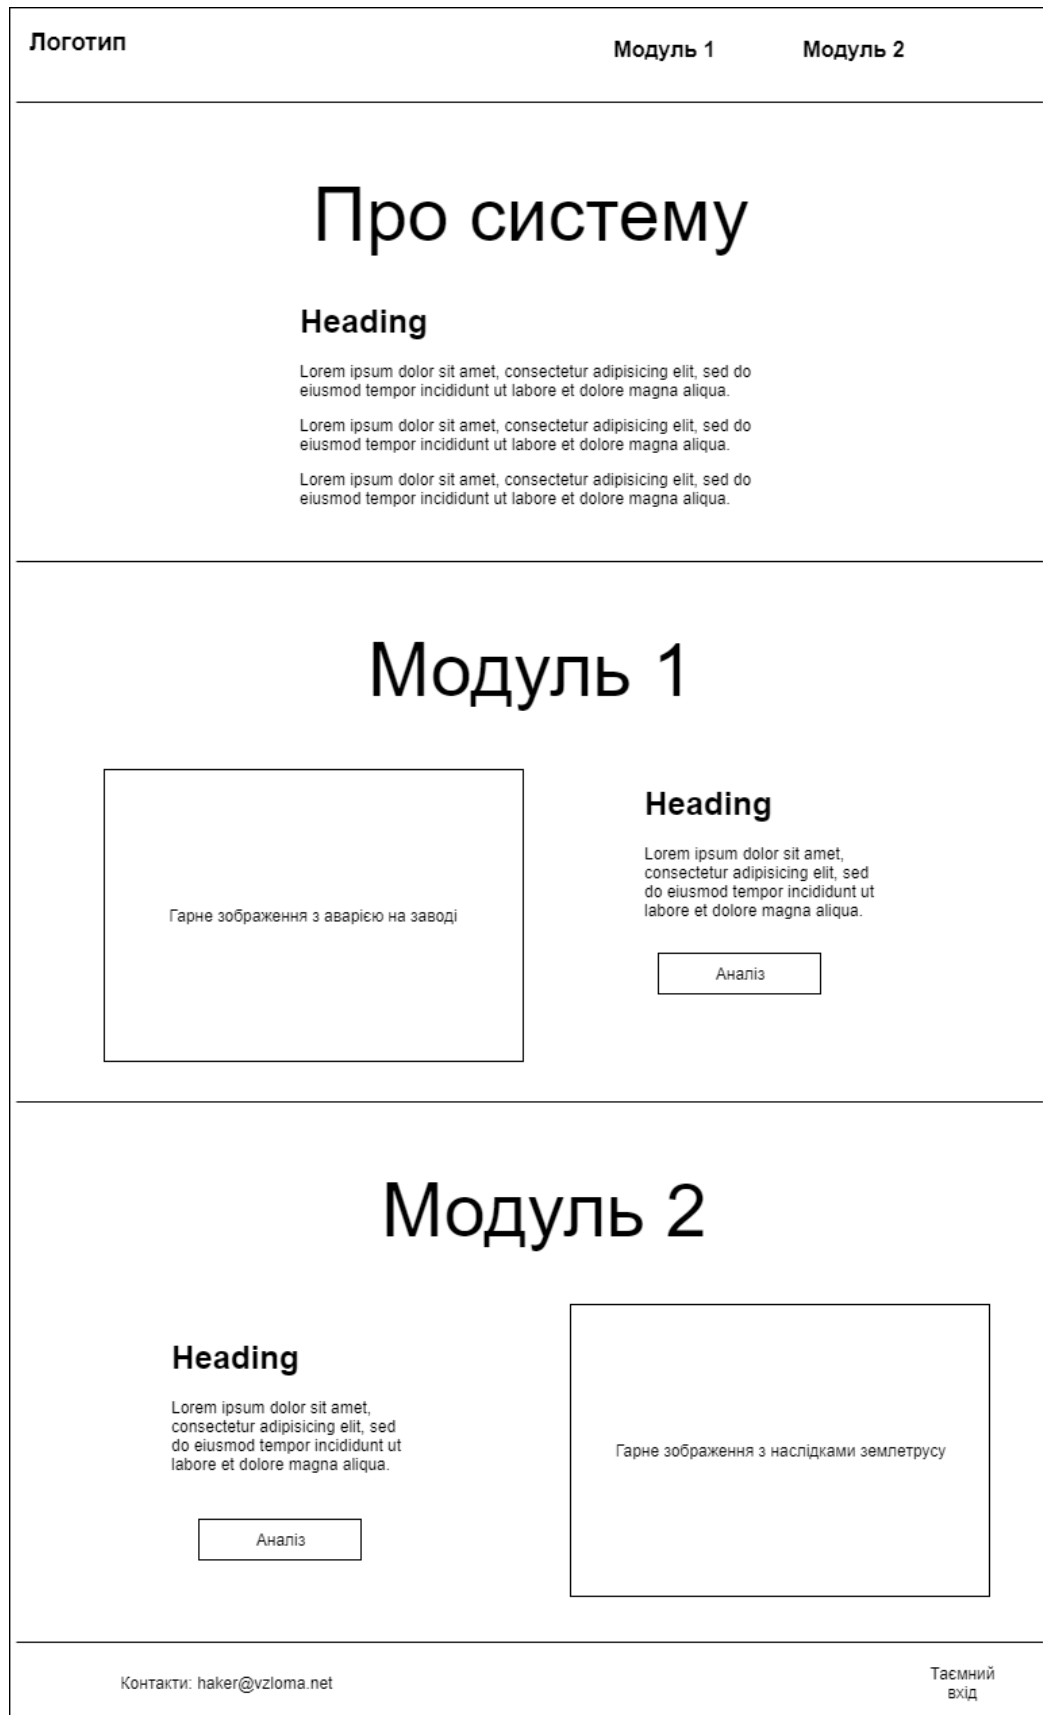 Логотип
Модуль 1
Модуль 2
Про систему
Heading
Lorem ipsum dolor sit amet, consectetur adipisicing elit, sed do
eiusmod tempor incididunt ut labore et dolore magna aliqua.
Lorem ipsum dolor sit amet, consectetur adipisicing elit, sed do
eiusmod tempor incididunt ut labore et dolore magna aliqua.
Lorem ipsum dolor sit amet, consectetur adipisicing elit, sed do
eiusmod tempor incididunt ut labore et dolore magna aliqua.
Модуль 1
Гарне зображення з аварією на заводі
Heading
Lorem ipsum dolor sit amet,
consectetur adipisicing elit, sed
do eiusmod tempor incididunt ut
labore et dolore magna aliqua.
Аналіз
Модуль 2
Heading
Lorem ipsum dolor sit amet,
consectetur adipisicing elit, sed
do eiusmod tempor incididunt ut
labore et dolore magna aliqua.
Аналіз
Гарне зображення з наслідками землетрусу
Контакти: haker@vzloma.net
Таємний
вхід